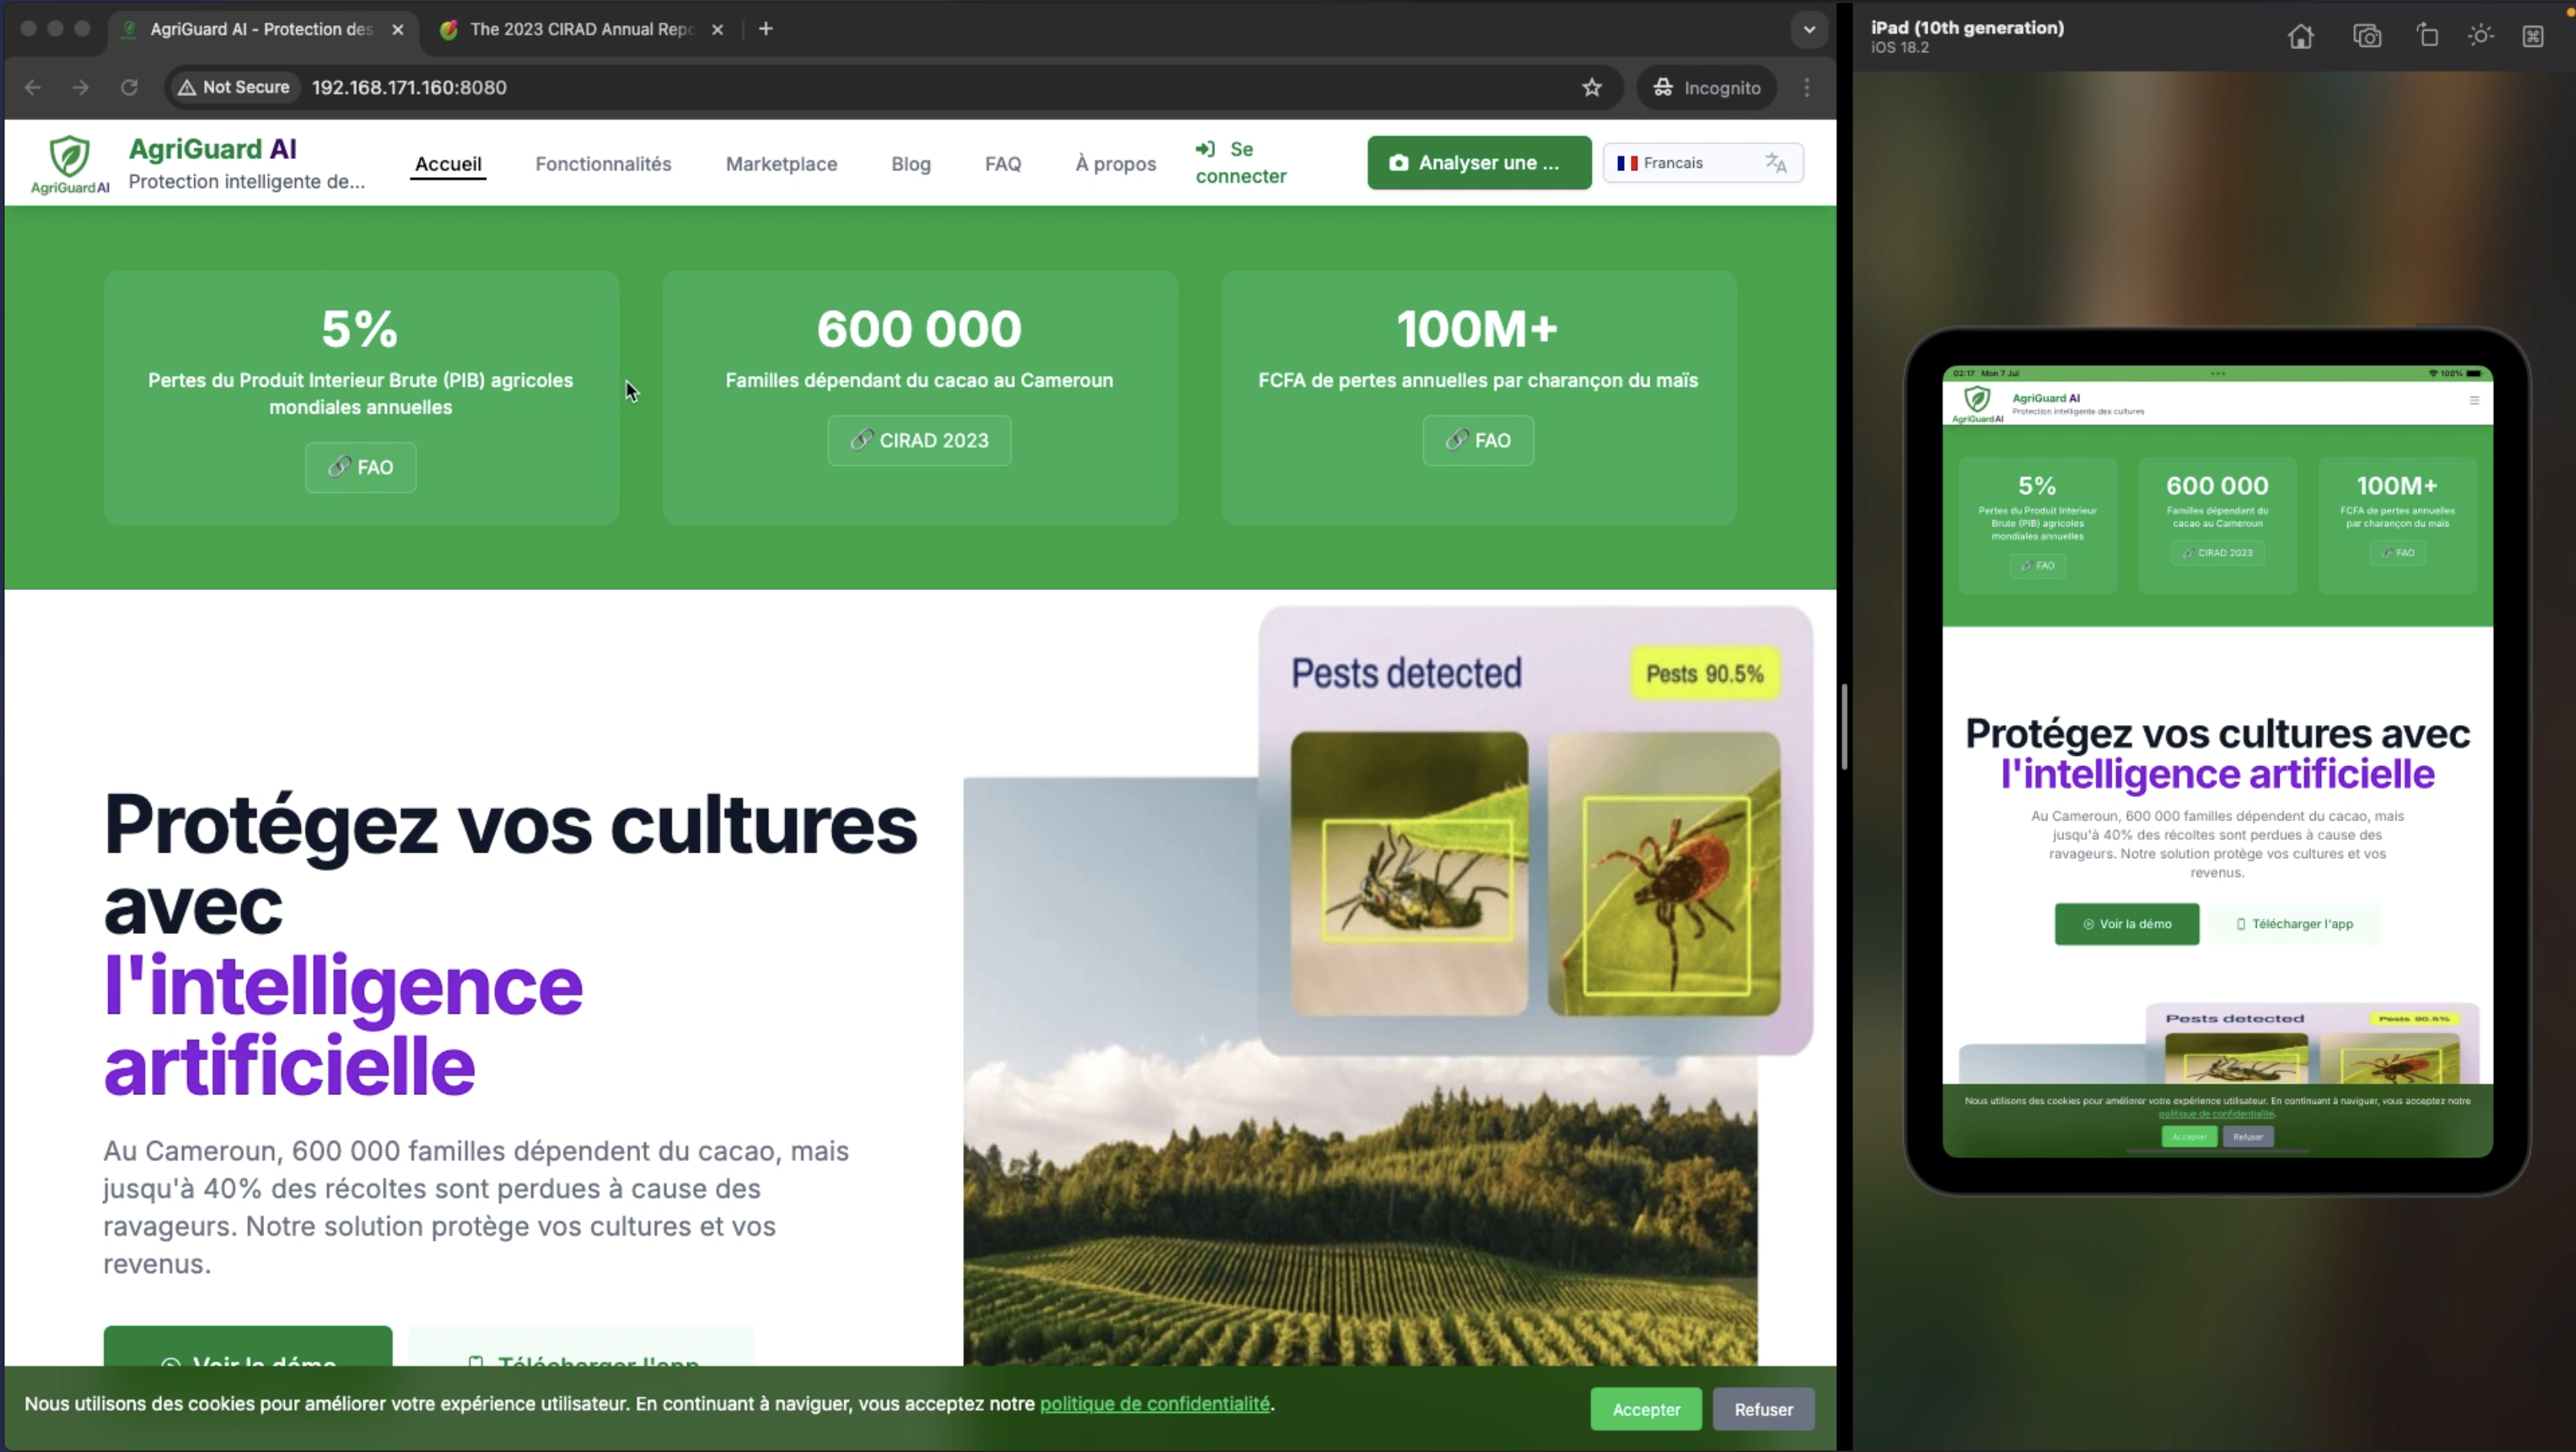 AgriGuard AI - Protection des
The 2023 CIRAD Annual Repo
Not Secure
192.168.171.160:8080
Incognito
AgriGuard AI
AgriGuard AI
Protection intelligente de...
Accueil
Fonctionnalités
Marketplace
Blog
FAQ
À propos
Se
connecter
Analyser une ...
Francais
5%
Pertes du Produit Interieur Brute (PIB) agricoles
mondiales annuelles
FAO
600 000
Familles dépendant du cacao au Cameroun
CIRAD 2023
100M+
FCFA de pertes annuelles par charançon du maïs
FAO
Protégez vos cultures
avec
l'intelligence
artificielle
Au Cameroun, 600 000 familles dépendent du cacao, mais
jusqu'à 40% des récoltes sont perdues à cause des
ravageurs. Notre solution protège vos cultures et vos
revenus.
Voir la démo
Télécharger l'app
Pests detected
Pests 90.5%
Nous utilisons des cookies pour améliorer votre expérience utilisateur. En continuant à naviguer, vous acceptez notre politique de confidentialité.
Accepter
Refuser
iPad (10th generation)
iOS 18.2
02:17 Mon 7 Jul
100%
AgriGuard AI
AgriGuard AI
Protection intelligente des cultures
5%
Pertes du Produit Interieur
Brute (PIB) agricoles
mondiales annuelles
FAO
600 000
Familles dépendant du
cacao au Cameroun
CIRAD 2023
100M+
FCFA de pertes annuelles
par charançon du maïs
FAO
Protégez vos cultures avec
l'intelligence artificielle
Au Cameroun, 600 000 familles dépendent du cacao, mais
jusqu'à 40% des récoltes sont perdues à cause des
ravageurs. Notre solution protège vos cultures et vos
revenus.
Voir la démo
Télécharger l'app
Pests detected
Pests 90.5%
Nous utilisons des cookies pour améliorer votre expérience utilisateur. En continuant à naviguer, vous acceptez notre
politique de confidentialité.
Accepter
Refuser